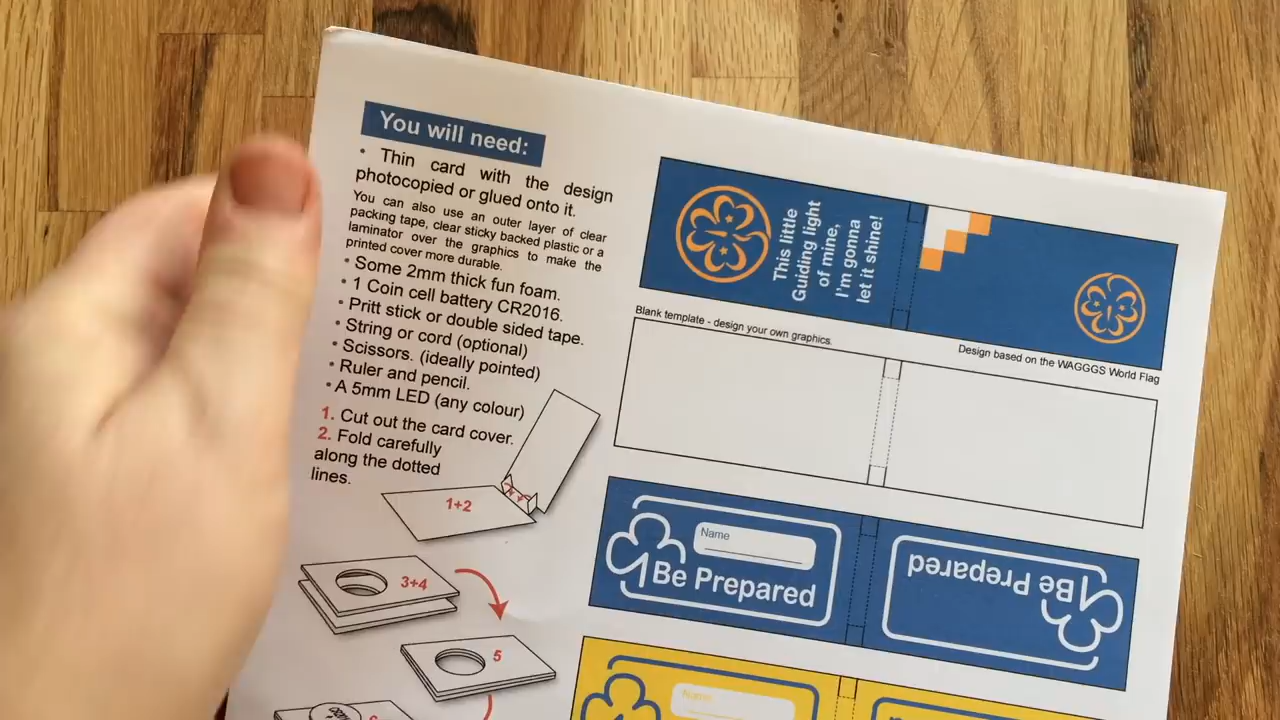 You will need:
• Thin card with the design
photocopied or glued onto it.
You can also use an outer layer of clear
packing tape, clear sticky backed plastic or a
laminator over the graphics to make the
printed cover more durable.
• Some 2mm thick fun foam.
• 1 Coin cell battery CR2016.
• Pritt stick or double sided tape.
• String or cord (optional)
• Scissors. (ideally pointed)
• Ruler and pencil.
• A 5mm LED (any colour)
1. Cut out the card cover.
2. Fold carefully
along the dotted
lines.
1+2
3+4
5
This little
Guiding light
of mine,
I'm gonna
let it shine!
Blank template - design your own graphics.
Design based on the WAGGGS World Flag
Name
Be Prepared
Be Prepared
Name